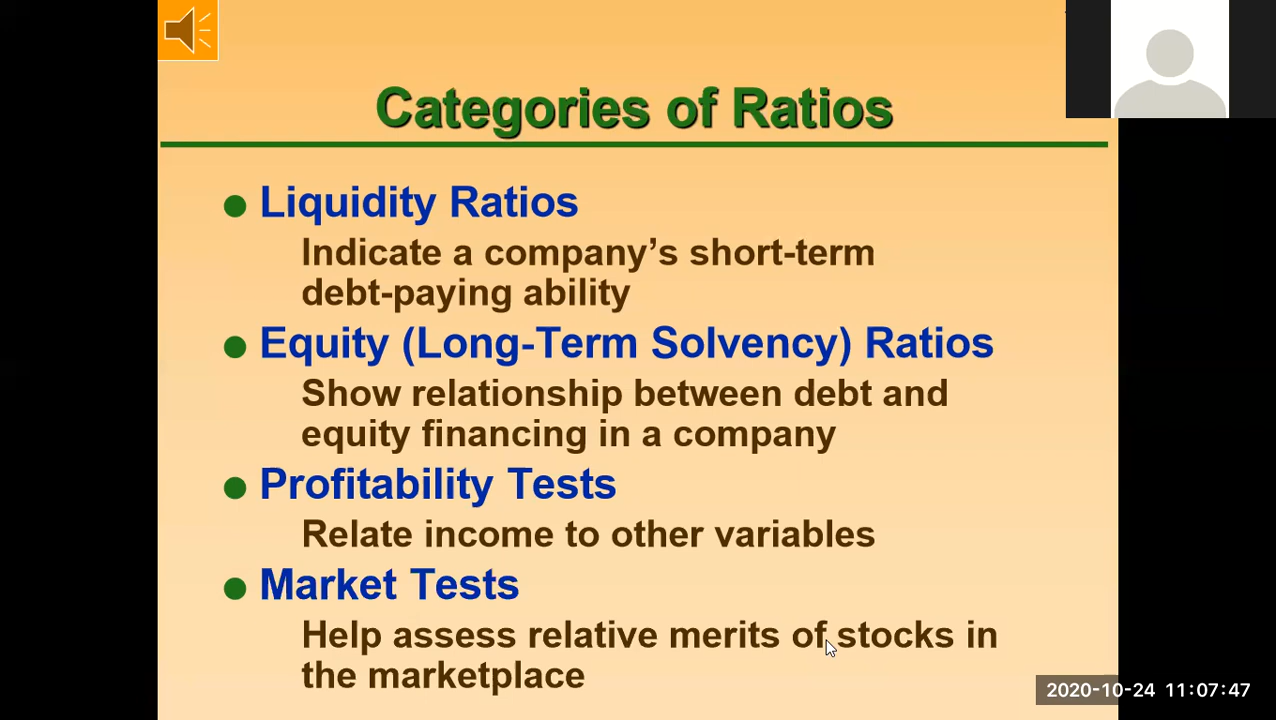 Categories of Ratios
Liquidity Ratios
Indicate a company’s short-term
debt-paying ability
Equity (Long-Term Solvency) Ratios
Show relationship between debt and
equity financing in a company
Profitability Tests
Relate income to other variables
Market Tests
Help assess relative merits of stocks in
the marketplace
2020-10-24 11:07:47